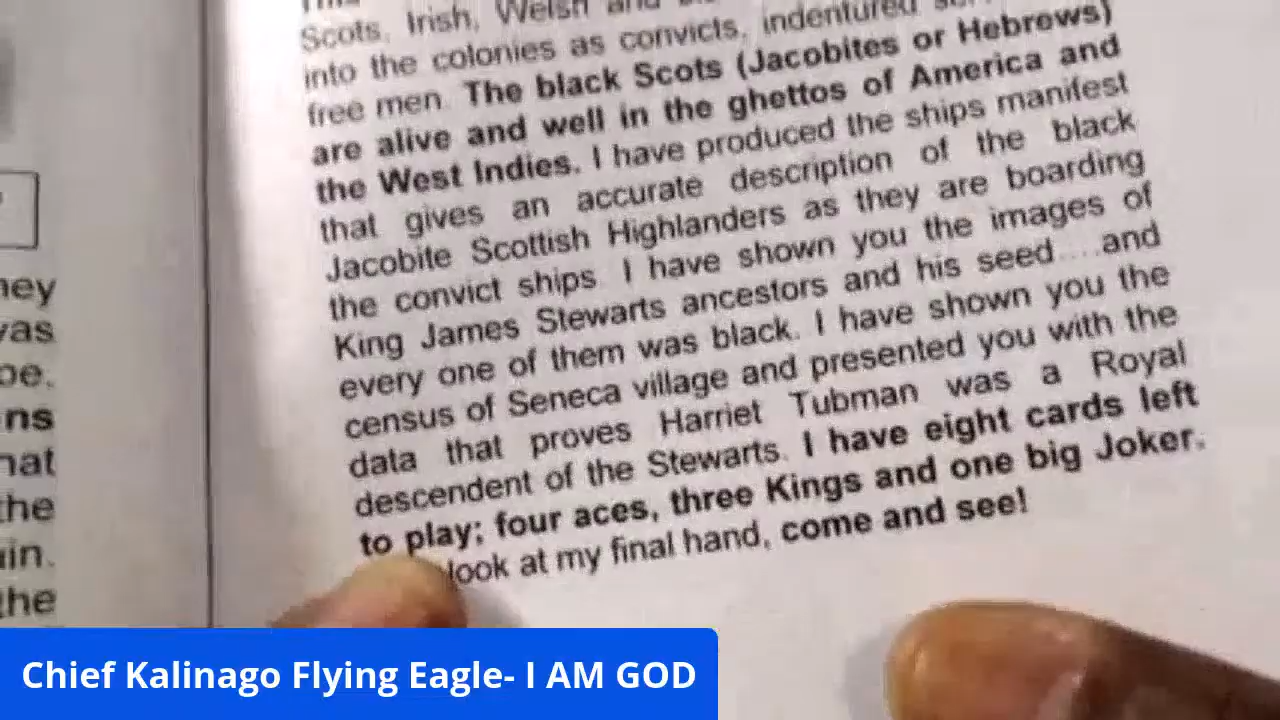 Scots, Irish, Welsh and
into the colonies as convicts, indentured
free men. The black Scots (Jacobites or Hebrews)
are alive and well in the ghettos of America and
the West Indies. I have produced the ships manifest
that gives an accurate description of the black
Jacobite Scottish Highlanders as they are boarding
the convict ships. I have shown you the images of
King James Stewarts ancestors and his seed....and
every one of them was black. I have shown you the
census of Seneca village and presented you with the
data that proves Harriet Tubman was a Royal
descendent of the Stewarts. I have eight cards left
to play; four aces, three Kings and one big Joker.
look at my final hand, come and see!
ns
the
Chief Kalinago Flying Eagle- I AM GOD